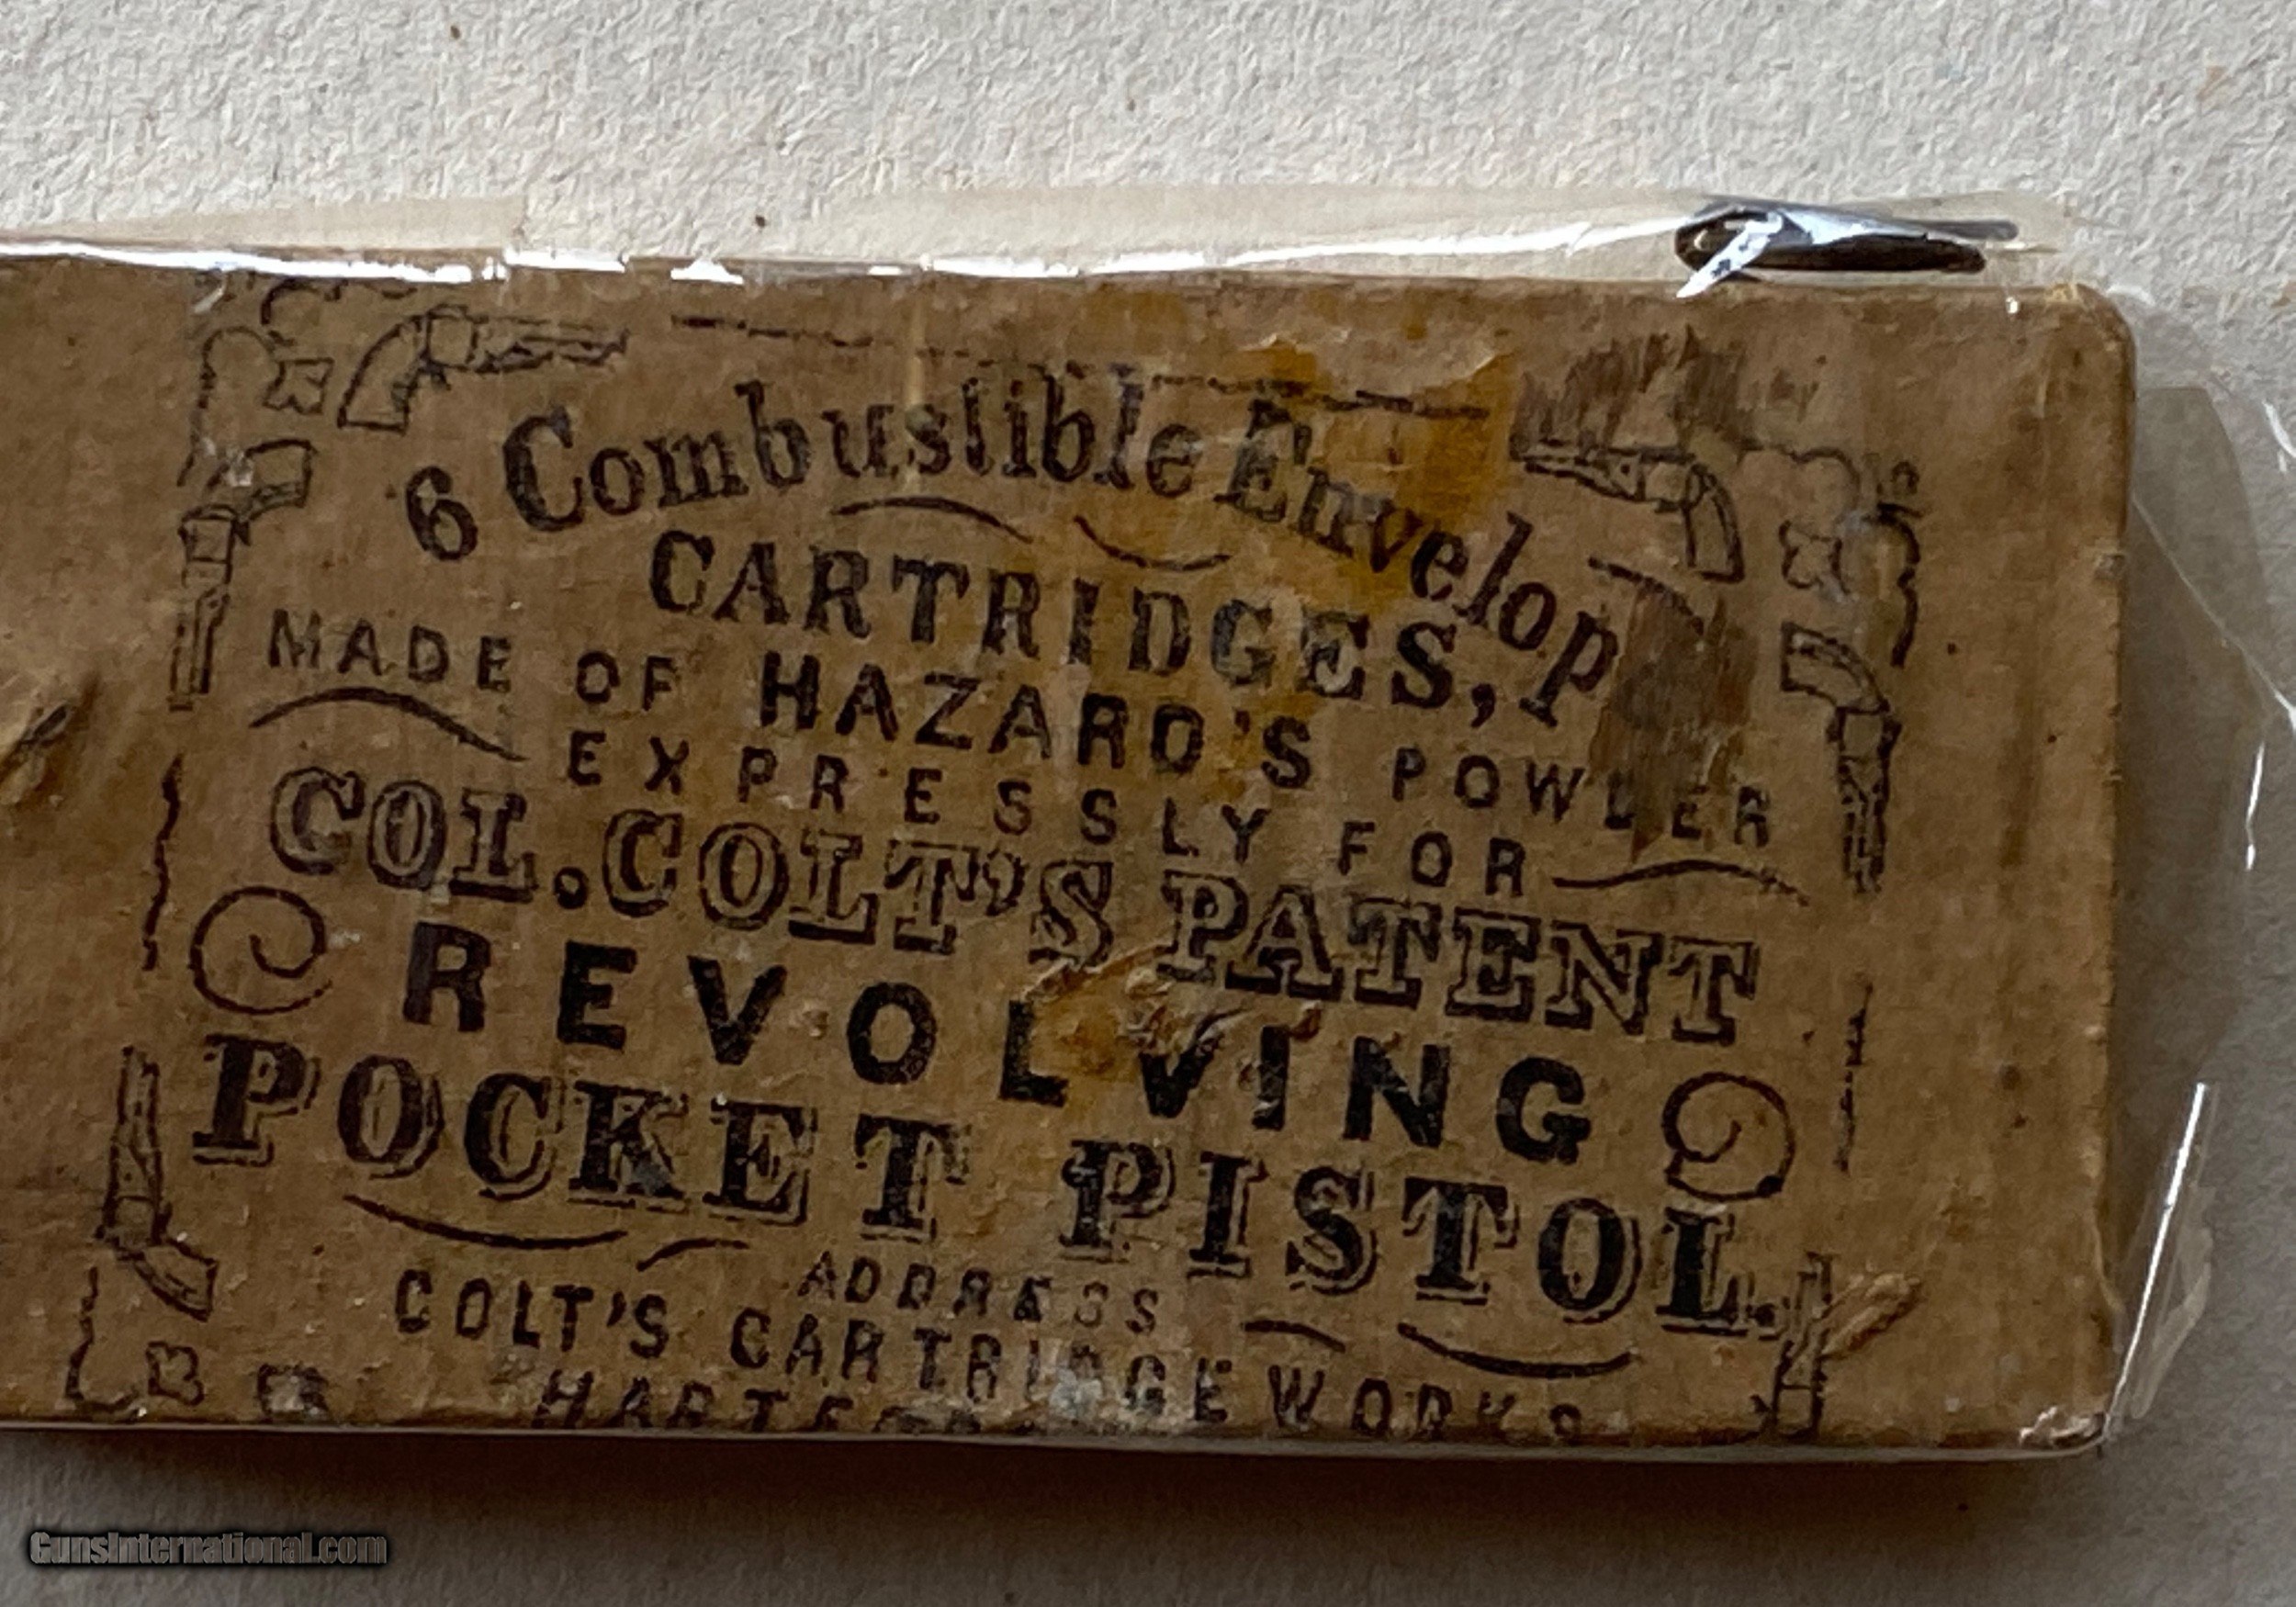 6 Combustible Envelop
CARTRIDGES,
MADE OF HAZARD'S POWDER
EXPRESSLY FOR
COL. COLT'S PATENT
REVOLVING
POCKET PISTOL.
ADDRESS
COLT'S CARTRIDGE WORKS
GunsInternational.com